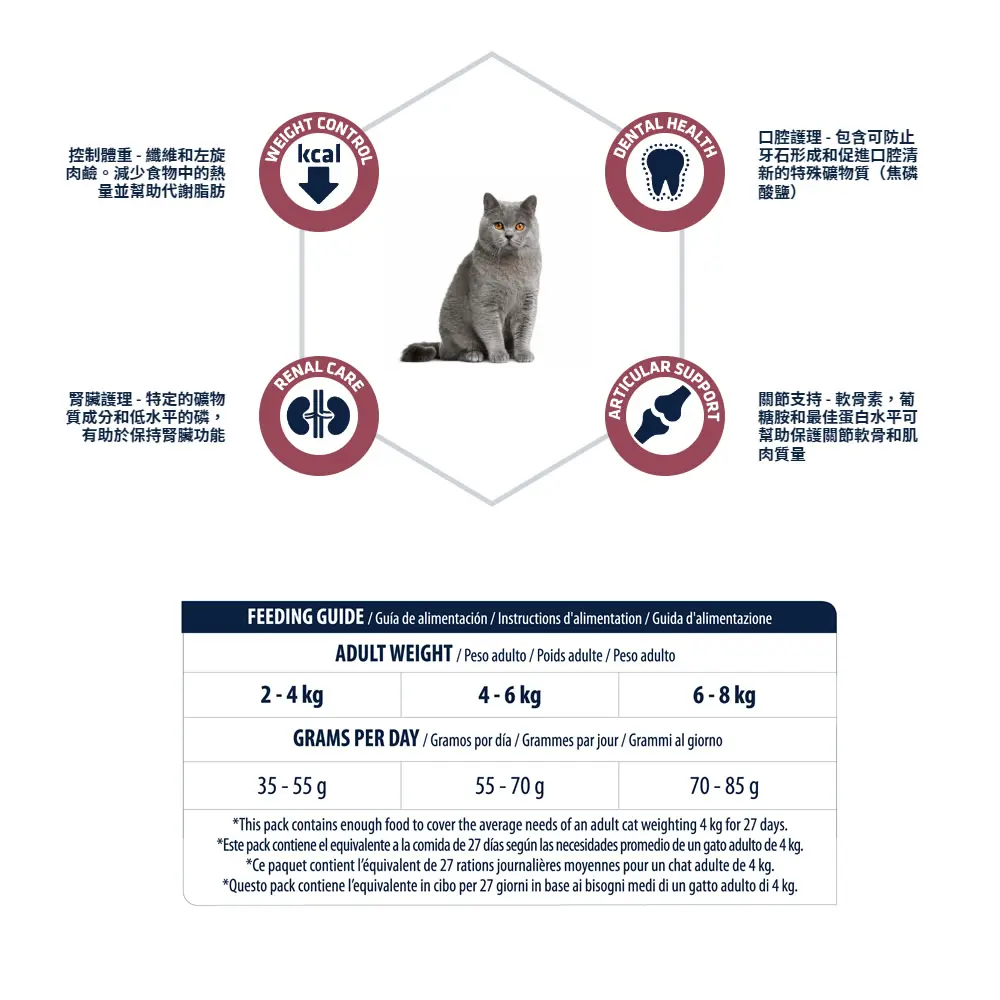 WEIGHT CONTROL
kcal
控制體重 - 纖維和左旋
肉鹼。減少食物中的熱
量並幫助代謝脂肪
DENTAL HEALTH
口腔護理 - 包含可防止
牙石形成和促進口腔清
新的特殊礦物質（焦磷
酸鹽）
RENAL CARE
腎臟護理 - 特定的礦物
質成分和低水平的磷，
有助於保持腎臟功能
ARTICULAR SUPPORT
關節支持 - 軟骨素，葡
糖胺和最佳蛋白水平可
幫助保護關節軟骨和肌
肉質量
FEEDING GUIDE / Guía de alimentación / Instructions d'alimentation / Guida d'alimentazione
ADULT WEIGHT / Peso adulto / Poids adulte / Peso adulto
2 - 4 kg 4 - 6 kg 6 - 8 kg
GRAMS PER DAY / Gramos por día / Grammes par jour / Grammi al giorno
35 - 55 g 55 - 70 g 70 - 85 g
*This pack contains enough food to cover the average needs of an adult cat weighting 4 kg for 27 days.
*Este pack contiene el equivalente a la comida de 27 días según las necesidades promedio de un gato adulto de 4 kg.
*Ce paquet contient l'équivalent de 27 rations journalières moyennes pour un chat adulte de 4 kg.
*Questo pack contiene l'equivalente in cibo per 27 giorni in base ai bisogni medi di un gatto adulto di 4 kg.